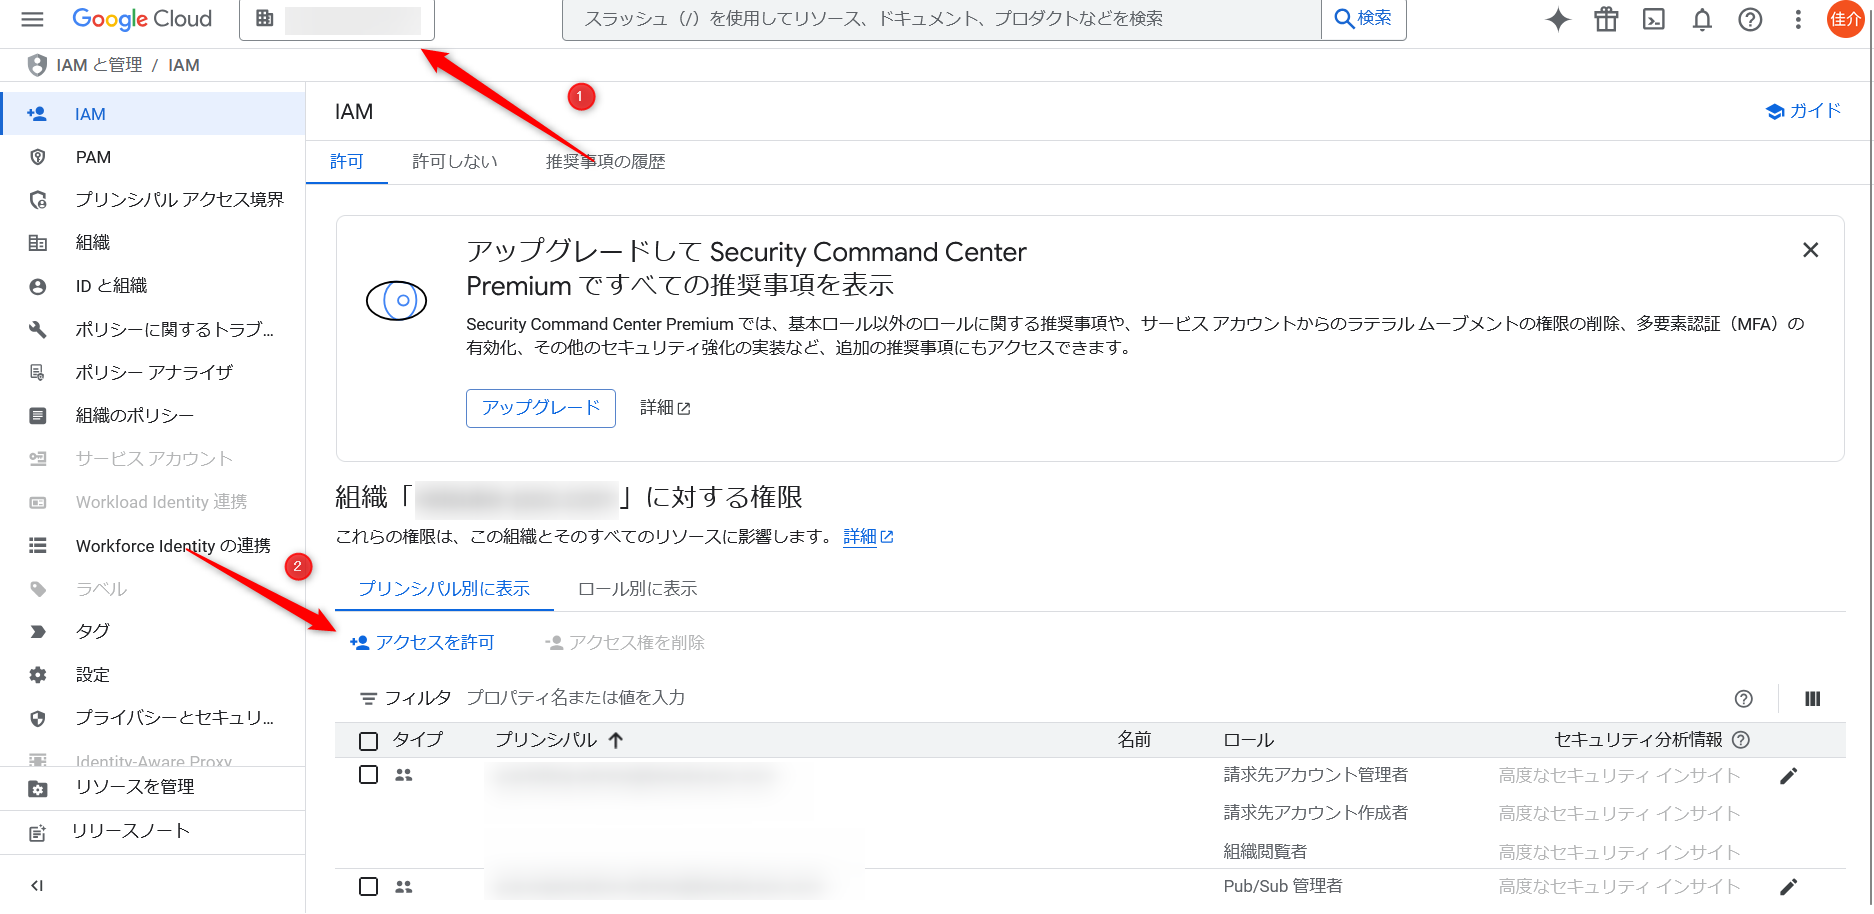 Google Cloud
スラッシュ（/）を使用してリソース、ドキュメント、プロダクトなどを検索
検索
佳介
IAM と管理 / IAM
1
IAM
PAM
プリンシパル アクセス境界
組織
ID と組織
ポリシーに関するトラブ...
ポリシー アナライザ
組織のポリシー
サービス アカウント
Workload Identity 連携
Workforce Identity の連携
ラベル
タグ
設定
プライバシーとセキュリ...
Identity-Aware Proxy
リソースを管理
リリースノート
IAM
ガイド
許可
許可しない
推奨事項の履歴
アップグレードして Security Command Center
Premium ですべての推奨事項を表示
Security Command Center Premium では、基本ロール以外のロールに関する推奨事項や、サービス アカウントからのラテラル ムーブメントの権限の削除、多要素認証（MFA）の
有効化、その他のセキュリティ強化の実装など、追加の推奨事項にもアクセスできます。
アップグレード
詳細
組織「」に対する権限
これらの権限は、この組織とそのすべてのリソースに影響します。 詳細
2
プリンシパル別に表示
ロール別に表示
アクセスを許可
アクセス権を削除
フィルタ
プロパティ名または値を入力
タイプ
プリンシパル
名前
ロール
セキュリティ分析情報
請求先アカウント管理者
高度なセキュリティ インサイト
請求先アカウント作成者
高度なセキュリティ インサイト
組織閲覧者
高度なセキュリティ インサイト
Pub/Sub 管理者
高度なセキュリティ インサイト